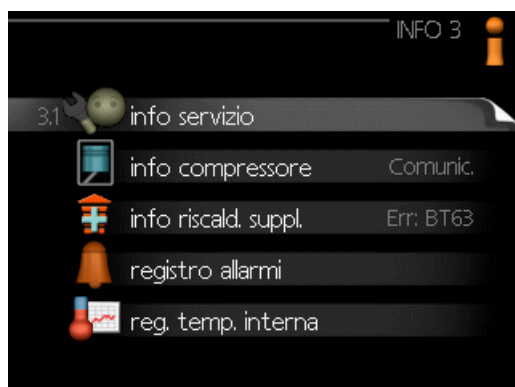 INFO 3
3.1 info servizio
info compressore Comunic.
info riscald. suppl. Err: BT63
registro allarmi
reg. temp. interna